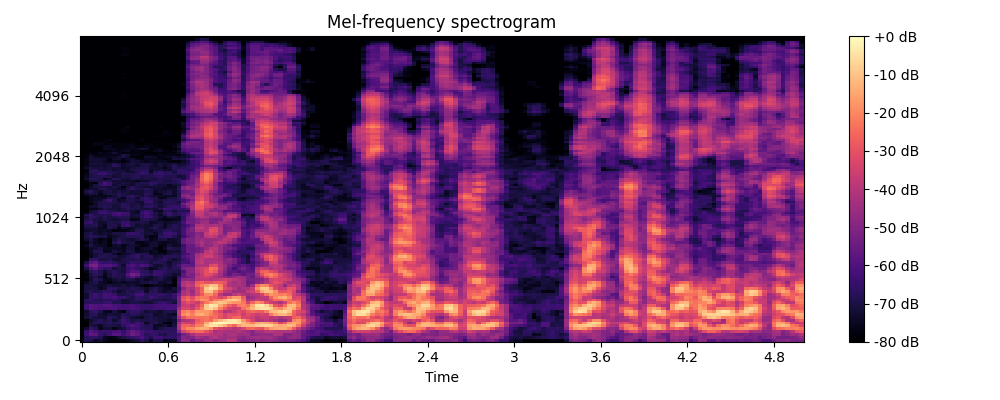 Mel-frequency spectrogram
Hz
4096
2048
1024
512
0
0 0.6 1.2 1.8 2.4 3 3.6 4.2 4.8
Time
+0 dB
-10 dB
-20 dB
-30 dB
-40 dB
-50 dB
-60 dB
-70 dB
-80 dB